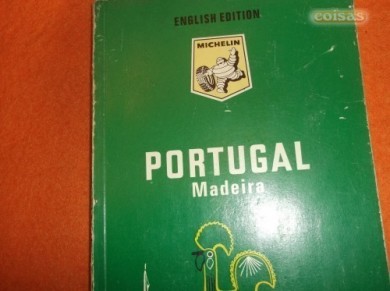 coisas
ENGLISH EDITION
MICHELIN
PORTUGAL
Madeira